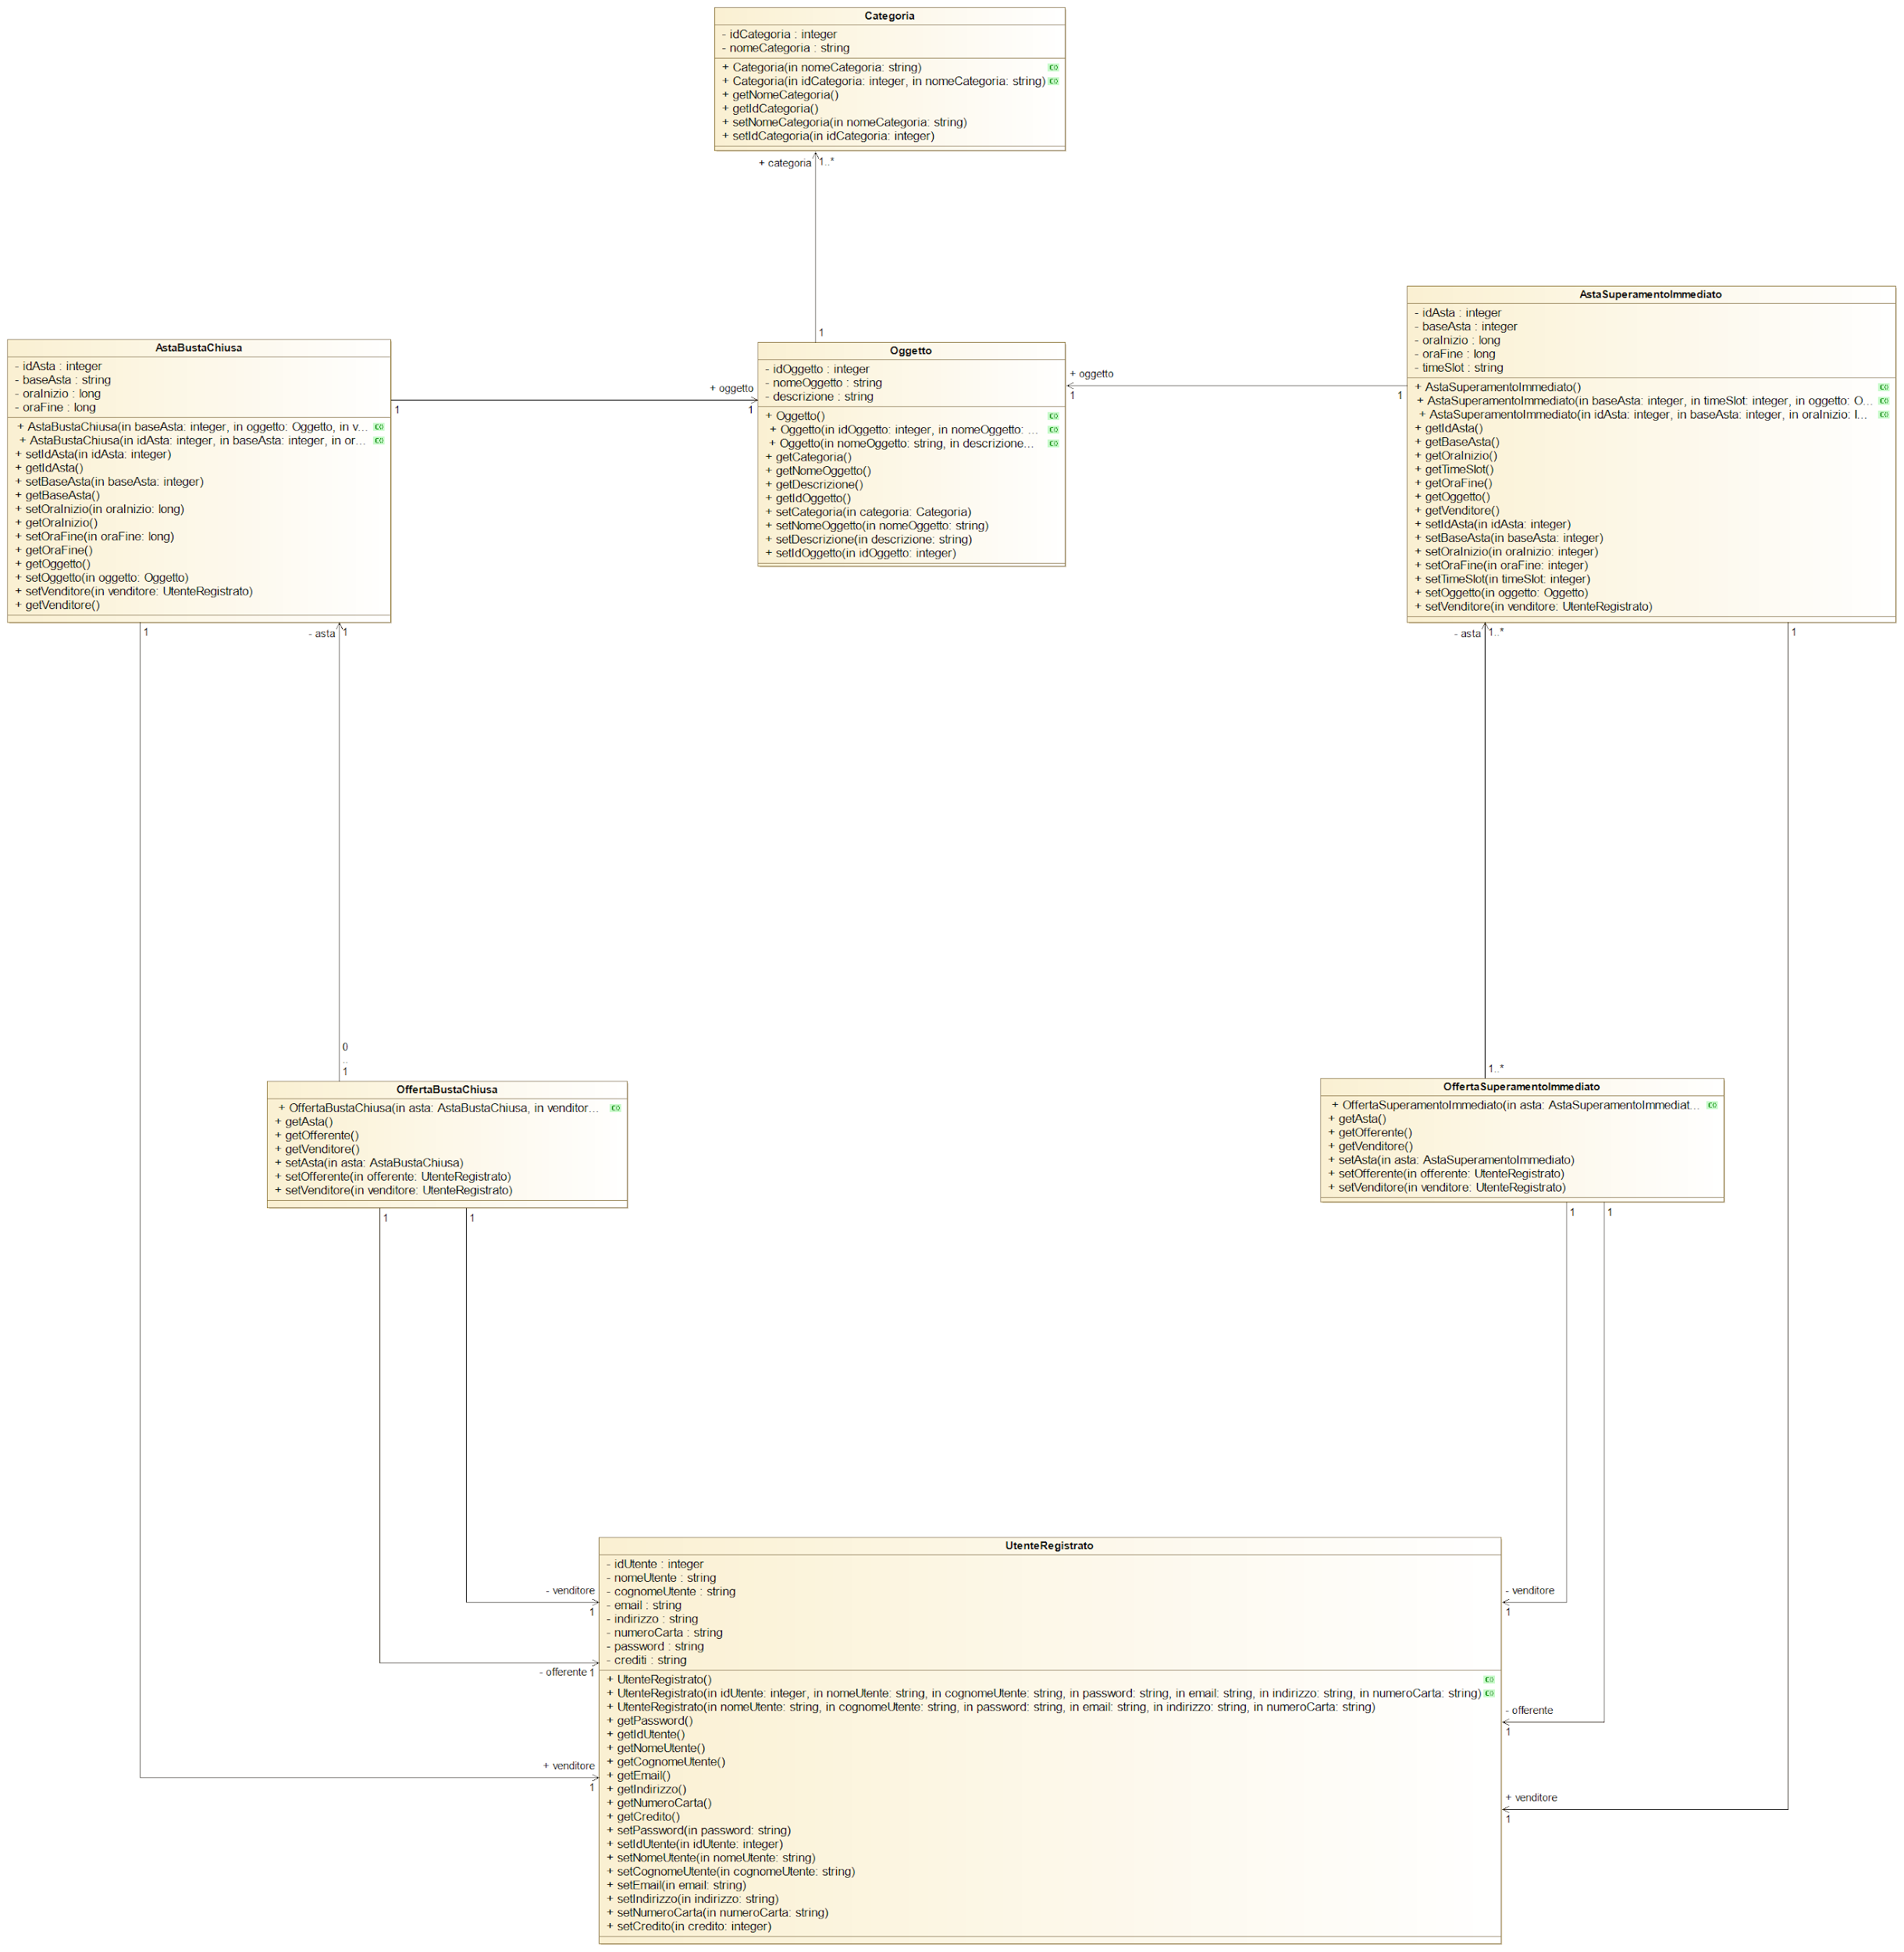 Categoria
- idCategoria : integer
- nomeCategoria : string
+ Categoria(in nomeCategoria: string)
+ Categoria(in idCategoria: integer, in nomeCategoria: string)
+ getNomeCategoria()
+ getIdCategoria()
+ setNomeCategoria(in nomeCategoria: string)
+ setIdCategoria(in idCategoria: integer)
+ categoria
1..*
1
AstaBustaChiusa
- idAsta : integer
- baseAsta : string
- oraInizio : long
- oraFine : long
+ AstaBustaChiusa(in baseAsta: integer, in oggetto: Oggetto, in v...
+ AstaBustaChiusa(in idAsta: integer, in baseAsta: integer, in or...
+ setIdAsta(in idAsta: integer)
+ getIdAsta()
+ setBaseAsta(in baseAsta: integer)
+ getBaseAsta()
+ setOraInizio(in oraInizio: long)
+ getOraInizio()
+ setOraFine(in oraFine: long)
+ getOraFine()
+ getOggetto()
+ setOggetto(in oggetto: Oggetto)
+ setVenditore(in venditore: UtenteRegistrato)
+ getVenditore()
1
+ oggetto
1
Oggetto
- idOggetto : integer
- nomeOggetto : string
- descrizione : string
+ Oggetto()
+ Oggetto(in idOggetto: integer, in nomeOggetto: ...
+ Oggetto(in nomeOggetto: string, in descrizione...
+ getCategoria()
+ getNomeOggetto()
+ getDescrizione()
+ getIdOggetto()
+ setCategoria(in categoria: Categoria)
+ setNomeOggetto(in nomeOggetto: string)
+ setDescrizione(in descrizione: string)
+ setIdOggetto(in idOggetto: integer)
+ oggetto
1
1
AstaSuperamentoImmediato
- idAsta : integer
- baseAsta : integer
- oraInizio : long
- oraFine : long
- timeSlot : string
+ AstaSuperamentoImmediato()
+ AstaSuperamentoImmediato(in baseAsta: integer, in timeSlot: integer, in oggetto: O...
+ AstaSuperamentoImmediato(in idAsta: integer, in baseAsta: integer, in oraInizio: l...
+ getIdAsta()
+ getBaseAsta()
+ getOraInizio()
+ getTimeSlot()
+ getOraFine()
+ getOggetto()
+ getVenditore()
+ setIdAsta(in idAsta: integer)
+ setBaseAsta(in baseAsta: integer)
+ setOraInizio(in oraInizio: integer)
+ setOraFine(in oraFine: integer)
+ setTimeSlot(in timeSlot: integer)
+ setOggetto(in oggetto: Oggetto)
+ setVenditore(in venditore: UtenteRegistrato)
1
- asta
1
- asta
1..*
1
0
..
1
1..*
OffertaBustaChiusa
+ OffertaBustaChiusa(in asta: AstaBustaChiusa, in venditor...
+ getAsta()
+ getOfferente()
+ getVenditore()
+ setAsta(in asta: AstaBustaChiusa)
+ setOfferente(in offerente: UtenteRegistrato)
+ setVenditore(in venditore: UtenteRegistrato)
1
1
OffertaSuperamentoImmediato
+ OffertaSuperamentoImmediato(in asta: AstaSuperamentoImmediat...
+ getAsta()
+ getOfferente()
+ getVenditore()
+ setAsta(in asta: AstaSuperamentoImmediato)
+ setOfferente(in offerente: UtenteRegistrato)
+ setVenditore(in venditore: UtenteRegistrato)
1
1
- venditore
1
- offerente 1
+ venditore
1
UtenteRegistrato
- idUtente : integer
- nomeUtente : string
- cognomeUtente : string
- email : string
- indirizzo : string
- numeroCarta : string
- password : string
- crediti : string
+ UtenteRegistrato()
+ UtenteRegistrato(in idUtente: integer, in nomeUtente: string, in cognomeUtente: string, in password: string, in email: string, in indirizzo: string, in numeroCarta: string)
+ UtenteRegistrato(in nomeUtente: string, in cognomeUtente: string, in password: string, in email: string, in indirizzo: string, in numeroCarta: string)
+ getPassword()
+ getIdUtente()
+ getNomeUtente()
+ getCognomeUtente()
+ getEmail()
+ getIndirizzo()
+ getNumeroCarta()
+ getCredito()
+ setPassword(in password: string)
+ setIdUtente(in idUtente: integer)
+ setNomeUtente(in nomeUtente: string)
+ setCognomeUtente(in cognomeUtente: string)
+ setEmail(in email: string)
+ setIndirizzo(in indirizzo: string)
+ setNumeroCarta(in numeroCarta: string)
+ setCredito(in credito: integer)
- venditore
1
- offerente
1
+ venditore
1